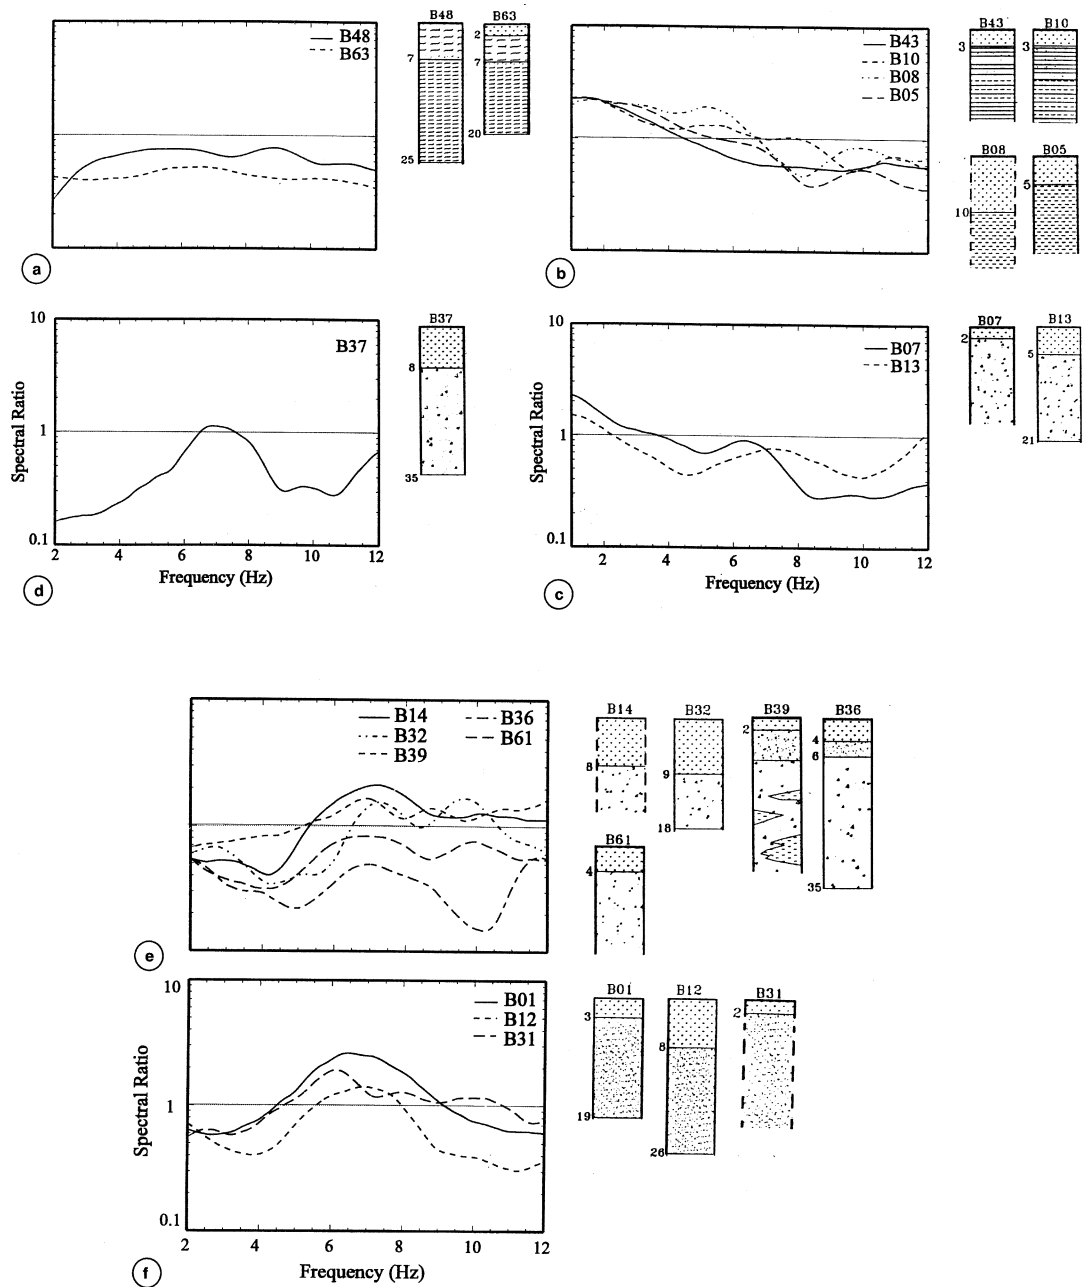 B48
B63
B48
7
25
B63
2
7
20
a
B43
B10
B08
B05
B43
3
B10
3
B08
10
B05
5
b
10
1
0.1
Spectral Ratio
B37
2 4 6 8 10 12
Frequency (Hz)
B37
8
35
d
10
1
0.1
Spectral Ratio
B07
B13
2 4 6 8 10 12
Frequency (Hz)
B07
2
B13
5
21
c
B14
B32
B39
B36
B61
B14
8
B32
9
18
B39
2
B36
4
6
35
B61
4
e
10
1
0.1
Spectral Ratio
B01
B12
B31
2 4 6 8 10 12
Frequency (Hz)
B01
3
19
B12
8
26
B31
2
f